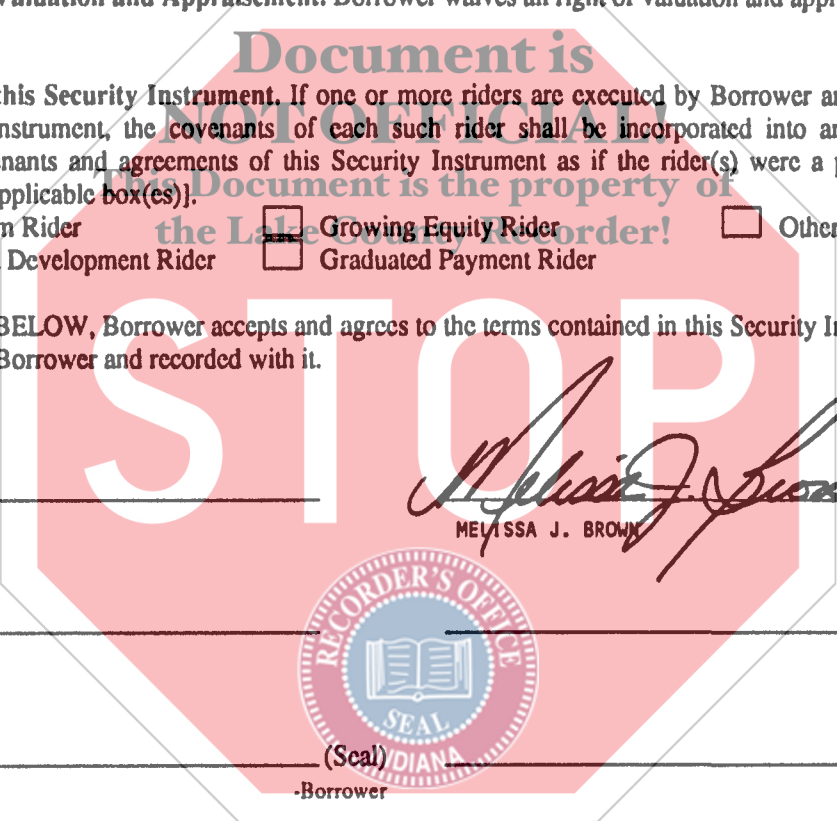 Valuation and Appraisement. Borrower waives all right of valuation and appr
Document is
this Security Instrument. If one or more riders are executed by Borrower an
NOT OFFICIAL!
nstrument, the covenants of each such rider shall be incorporated into an
nants and agreements of this Security Instrument as if the rider(s) were a p
This Document is the property of
pplicable box(es)].
m Rider Growing Equity Rider Other
the Lake County Recorder!
Development Rider Graduated Payment Rider
BELOW, Borrower accepts and agrees to the terms contained in this Security In
Borrower and recorded with it.
STOP
Melissa J. Brown
MELISSA J. BROWN
RECORDER'S OFFICE
SEAL
INDIANA
(Seal)
-Borrower